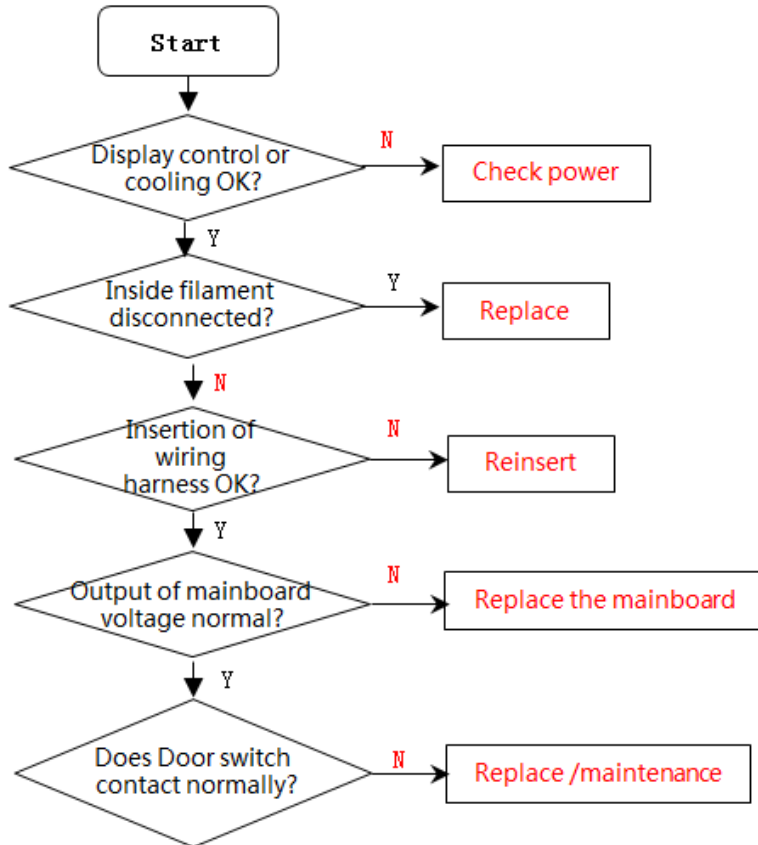 Start
Display control or
cooling OK?
N
Check power
Y
Inside filament
disconnected?
Y
Replace
N
Insertion of
wiring
harness OK?
N
Reinsert
Y
Output of mainboard
voltage normal?
N
Replace the mainboard
Y
Does Door switch
contact normally?
N
Replace /maintenance